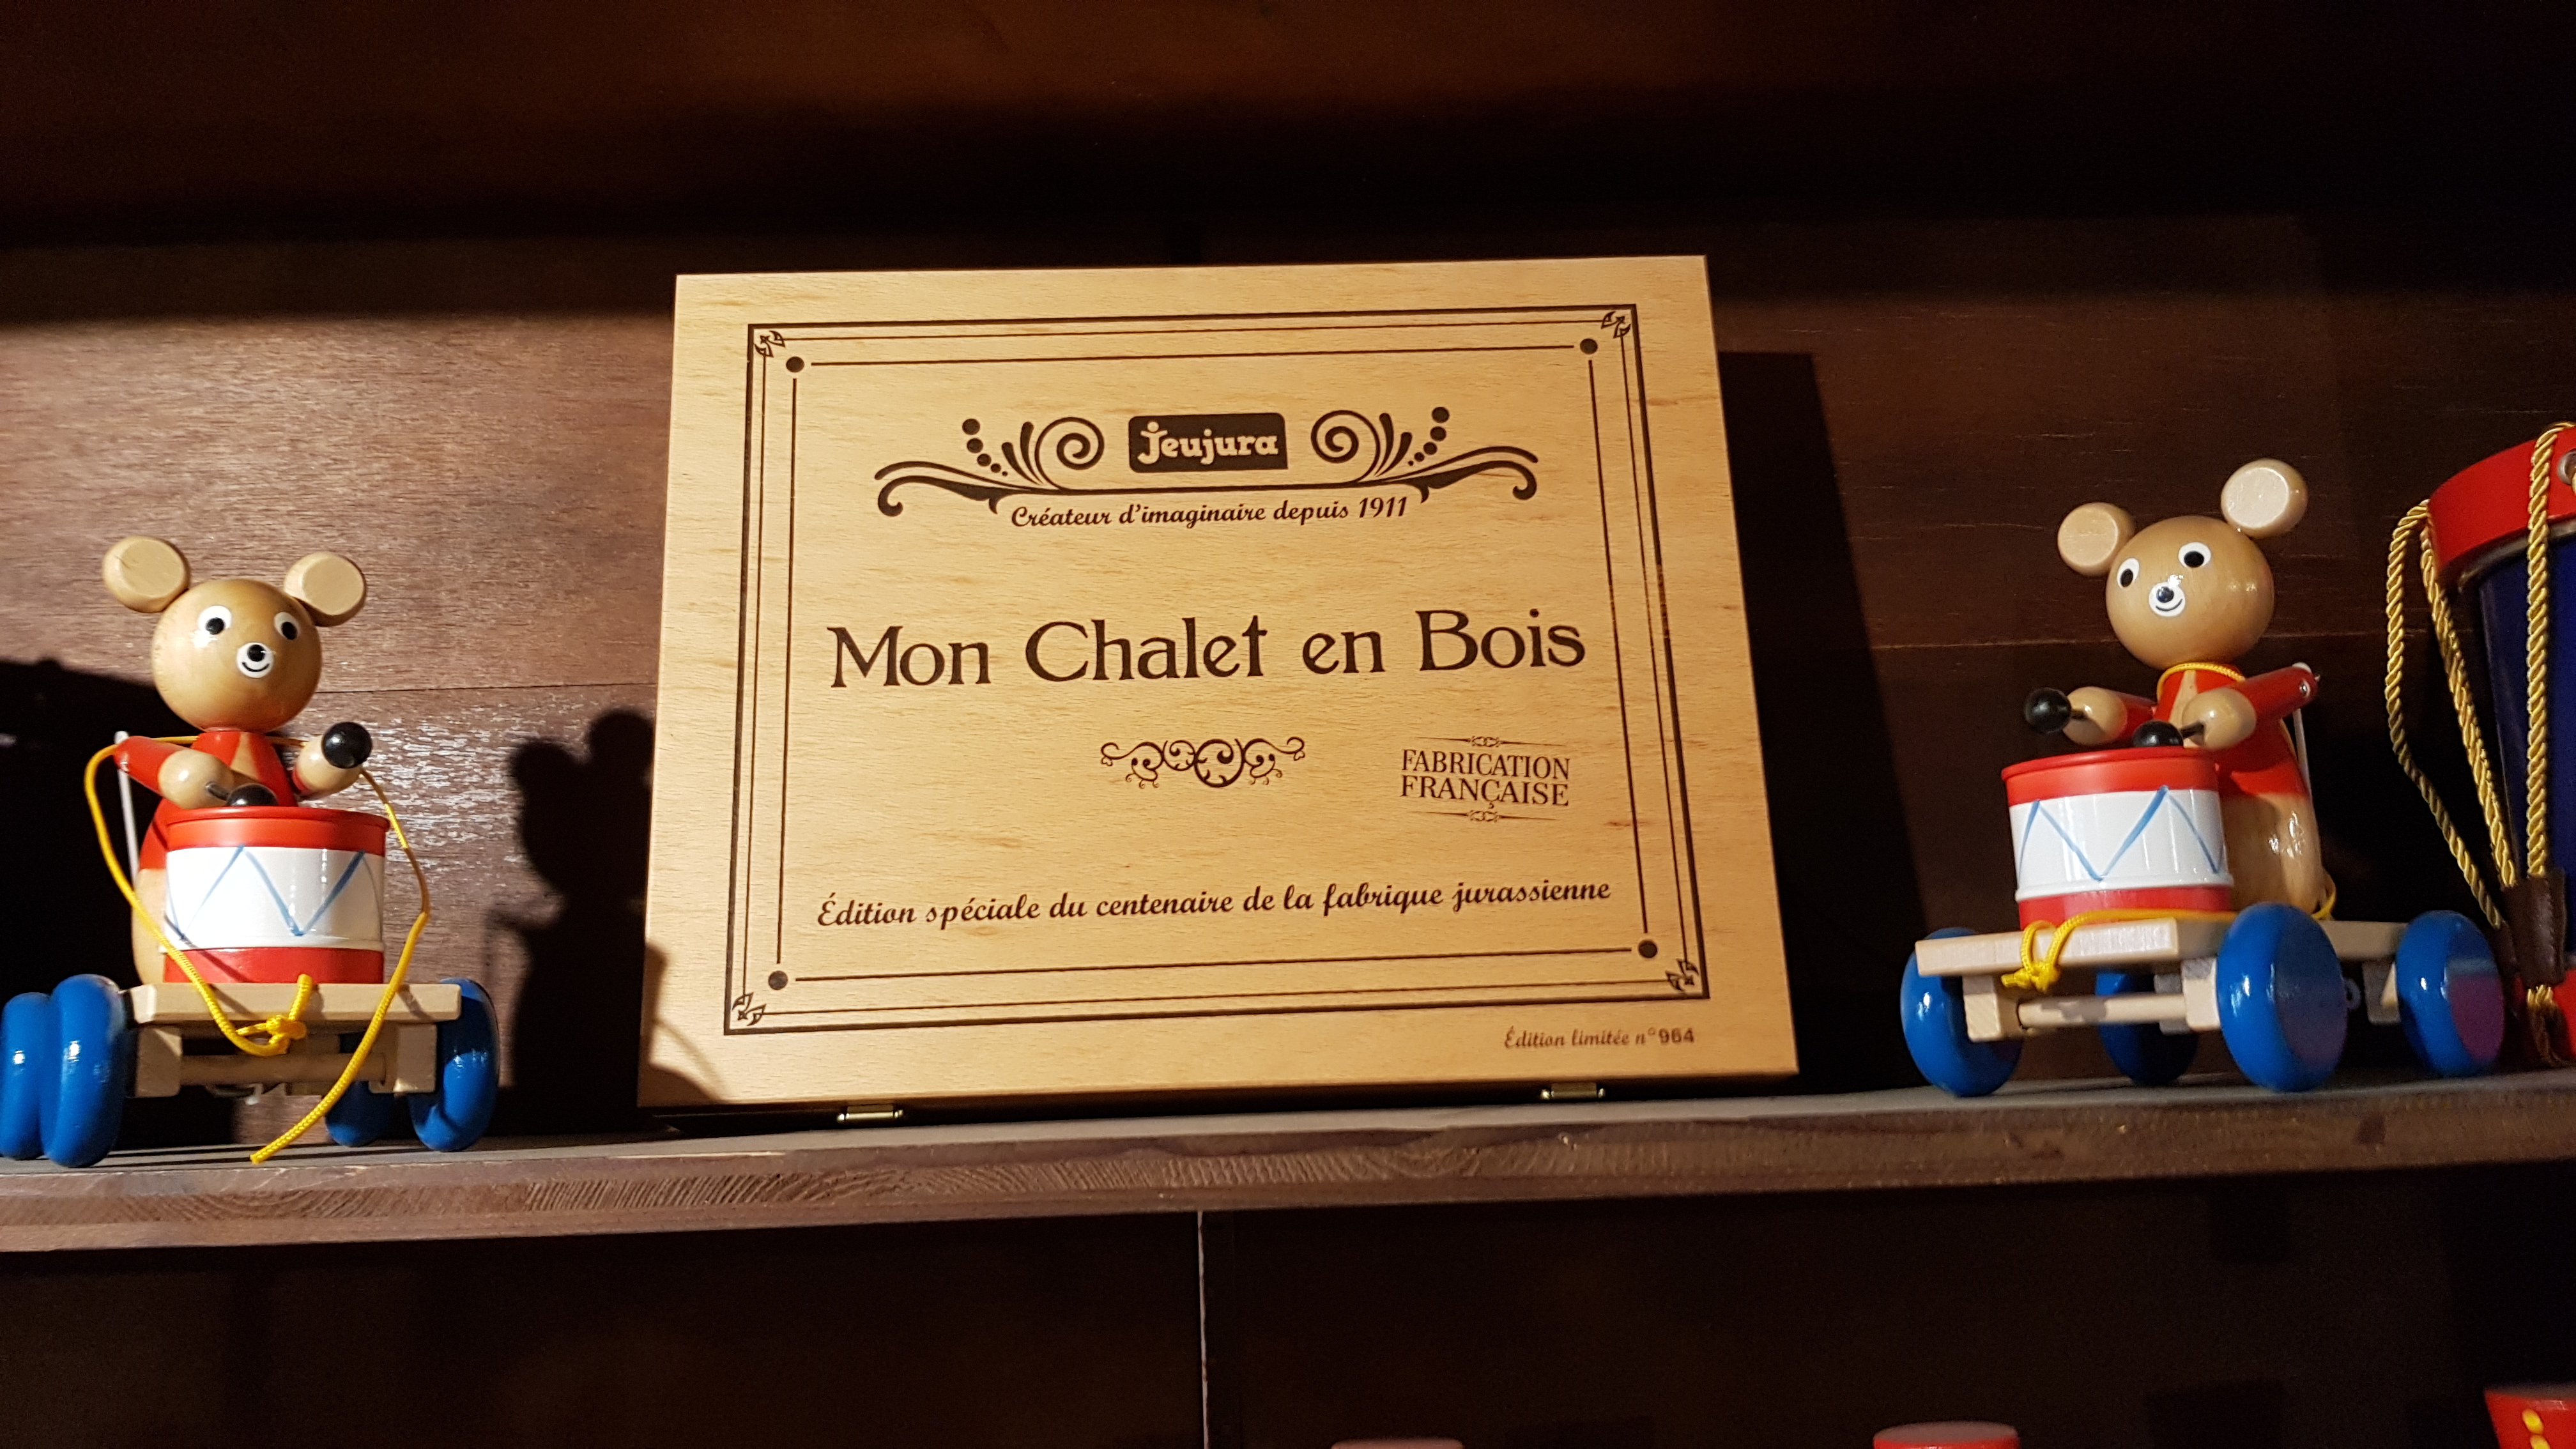 Jeujura
Créateur d'imaginaire depuis 1911
Mon Chalet en Bois
FABRICATION
FRANÇAISE
Édition spéciale du centenaire de la fabrique jurassienne
Édition limitée n° 964